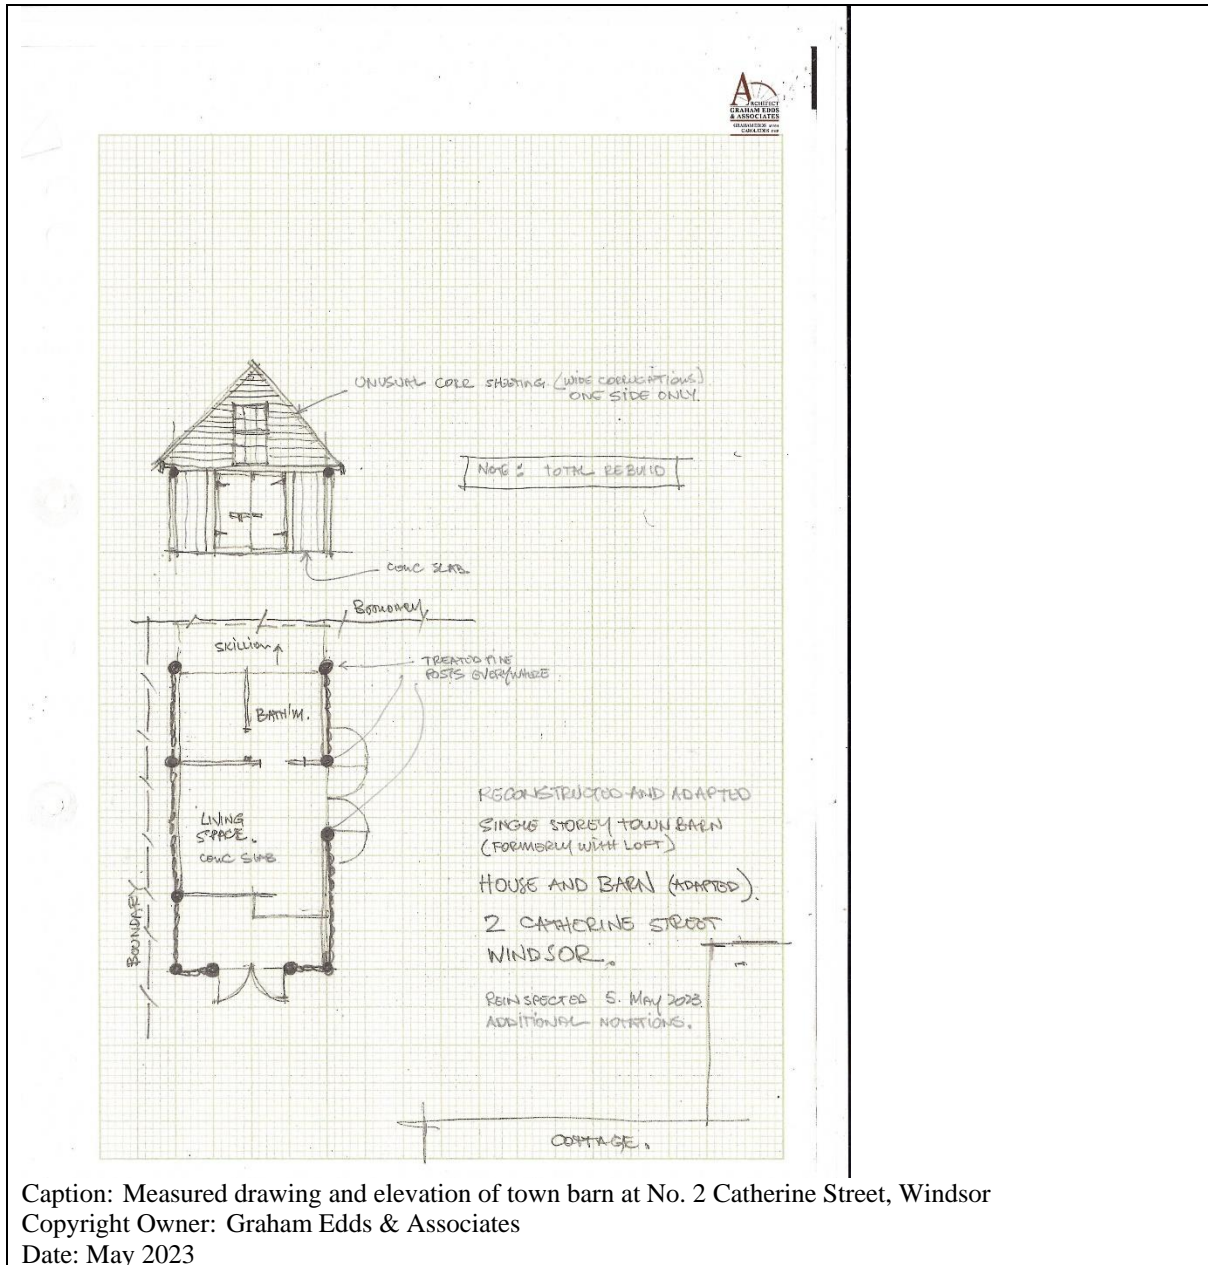 ARCHITECT
GRAHAM EDDS
& ASSOCIATES
UNUSUAL CORR SHEETING (WIDE CORRUGATIONS)
ONE SIDE ONLY.
NOTE: TOTAL REBUILD
CONC SLAB
BOUNDARY
SKILLION
TREATED PINE
POSTS EVERYWHERE
BATH'M.
LIVING
SPACE.
CONC SLAB
BOUNDARY
RECONSTRUCTED AND ADAPTED
SINGLE STOREY TOWN BARN
(FORMERLY WITH LOFT)
HOUSE AND BARN (ADAPTED).
2 CATHERINE STREET
WINDSOR.
REINSPECTED 5. MAY 2023.
ADDITIONAL NOTATIONS.
COTTAGE.
Caption: Measured drawing and elevation of town barn at No. 2 Catherine Street, Windsor
Copyright Owner: Graham Edds & Associates
Date: May 2023